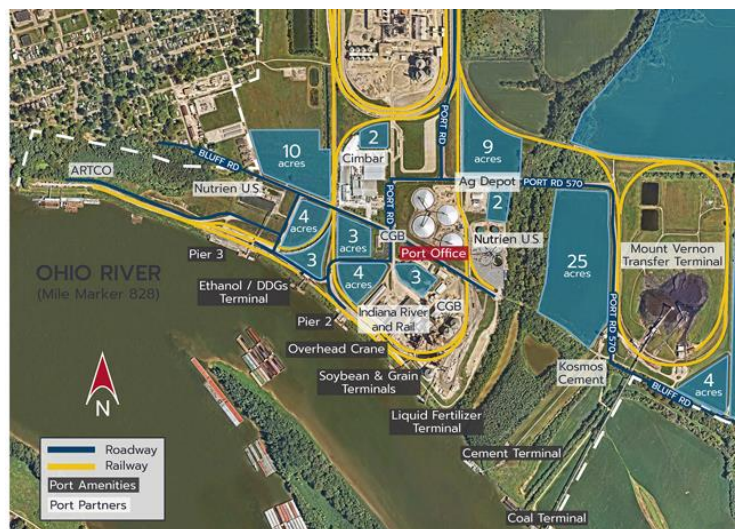 10
acres
2
Cimbar
PORT RD
9
acres
BLUFF RD
ARTCO
Nutrien U.S.
PORT RD
Ag Depot
PORT RD 570
2
4
acres
3
acres
CGB
Port Office
Nutrien U.S.
25
acres
Mount Vernon
Transfer Terminal
Pier 3
3
4
acres
3
OHIO RIVER
(Mile Marker 828)
Ethanol / DDGs
Terminal
Indiana River
and Rail
CGB
Pier 2
PORT RD 570
Overhead Crane
Soybean & Grain
Terminals
Kosmos
Cement
BLUFF RD
4
acres
N
Liquid Fertilizer
Terminal
Cement Terminal
Coal Terminal
Roadway
Railway
Port Amenities
Port Partners